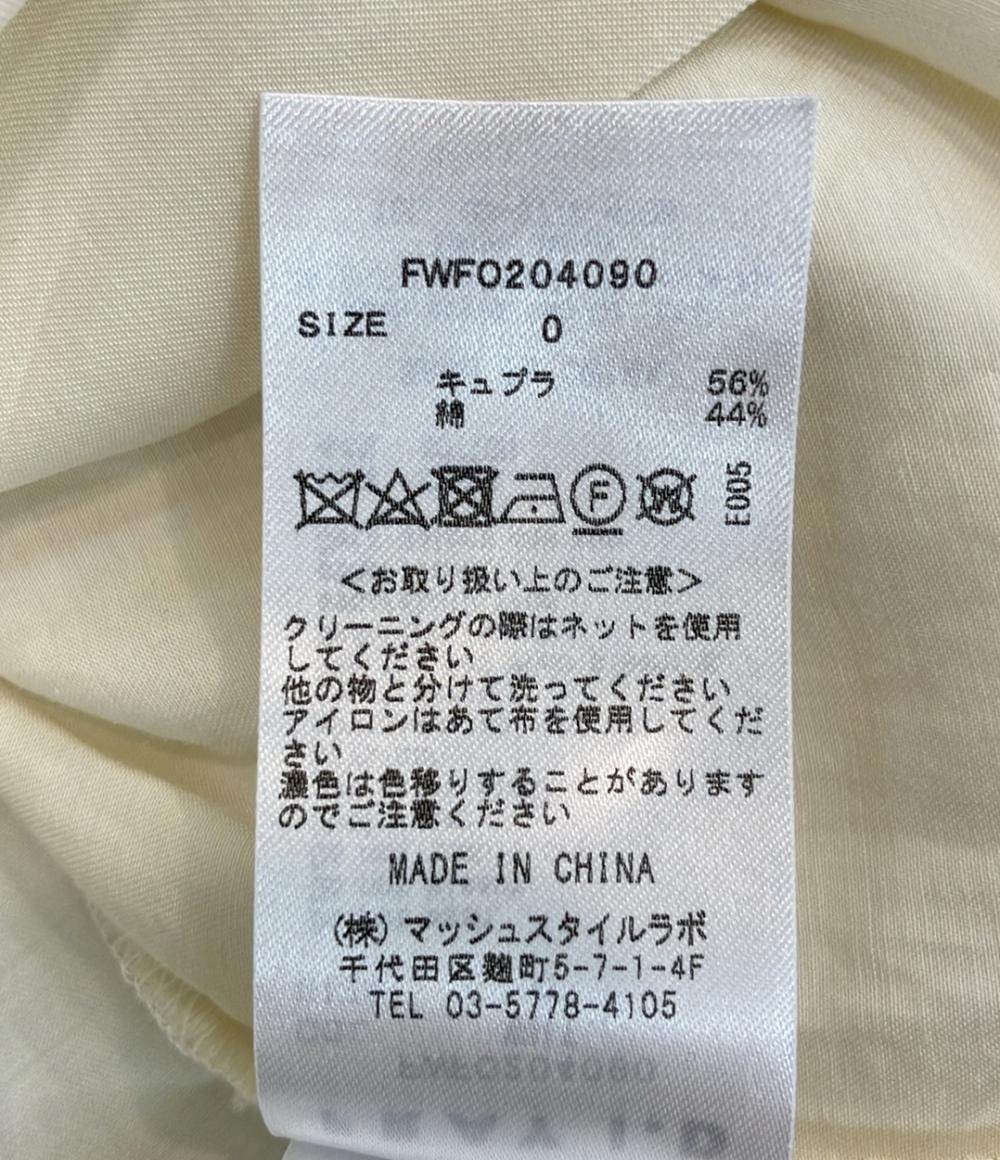 FWFO204090
SIZE 0
キュプラ 56%
綿 44%
F W E005
<お取り扱い上のご注意>
クリーニングの際はネットを使用
してください
他の物と分けて洗ってください
アイロンはあて布を使用してくだ
さい
濃色は色移りすることがあります
のでご注意ください
MADE IN CHINA
(株)マッシュスタイルラボ
千代田区麹町5-7-1-4F
TEL 03-5778-4105